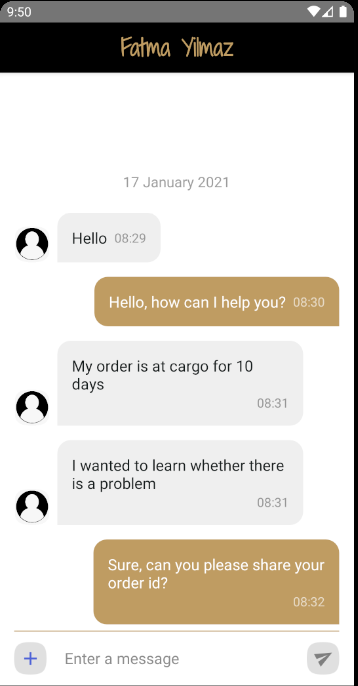 9:50
Fatma Yilmaz
17 January 2021
Hello 08:29
Hello, how can I help you? 08:30
My order is at cargo for 10
days
08:31
I wanted to learn whether there
is a problem
08:31
Sure, can you please share your
order id?
08:32
Enter a message